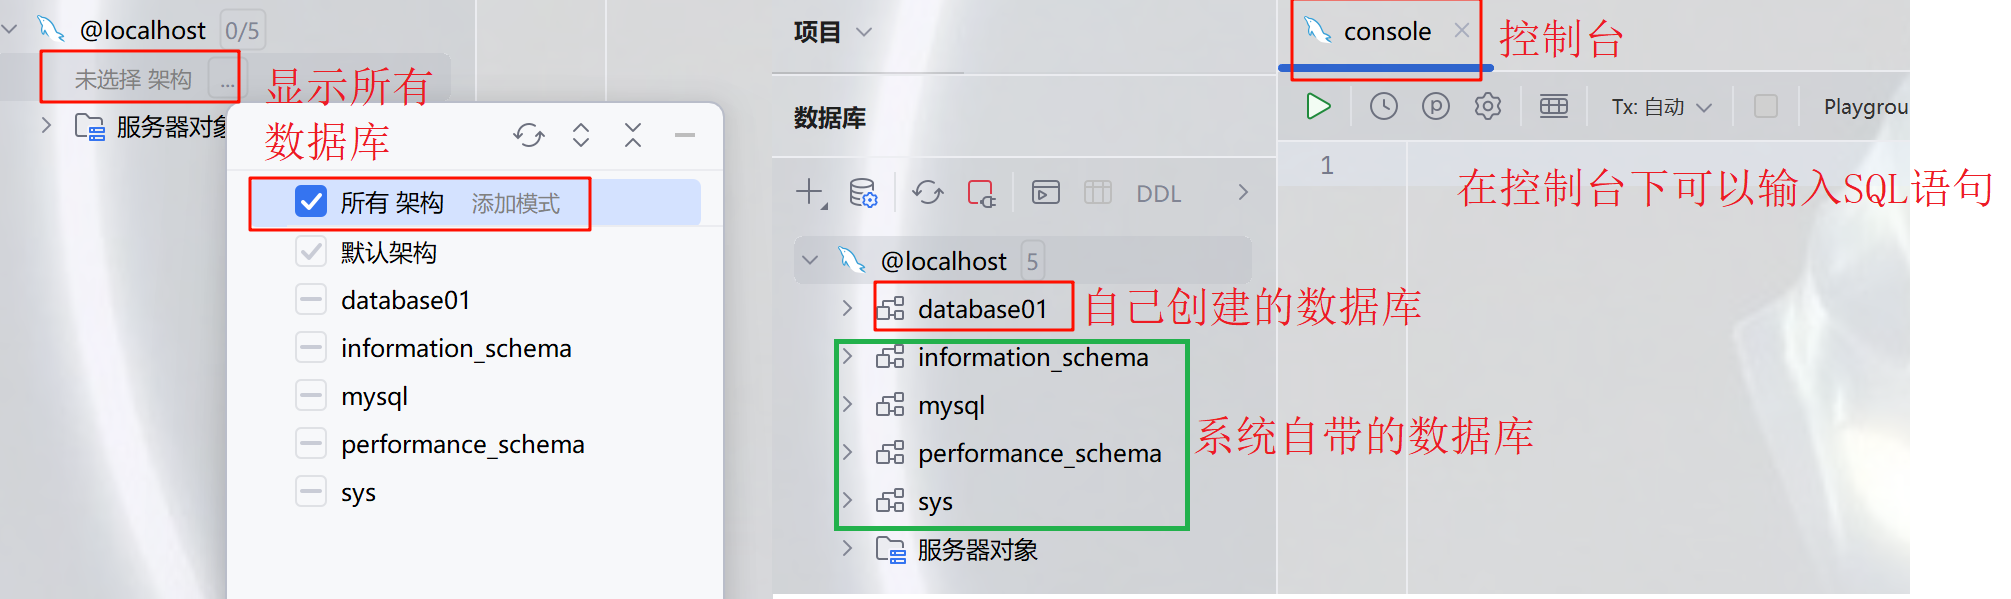 @localhost 0/5
未选择 架构 ...
显示所有
数据库
服务器对象
所有 架构 添加模式
默认架构
database01
information_schema
mysql
performance_schema
sys
项目
数据库
DDL
@localhost 5
database01
自己创建的数据库
information_schema
mysql
performance_schema
sys
系统自带的数据库
服务器对象
console
控制台
Tx: 自动
Playgrou
1
在控制台下可以输入SQL语句